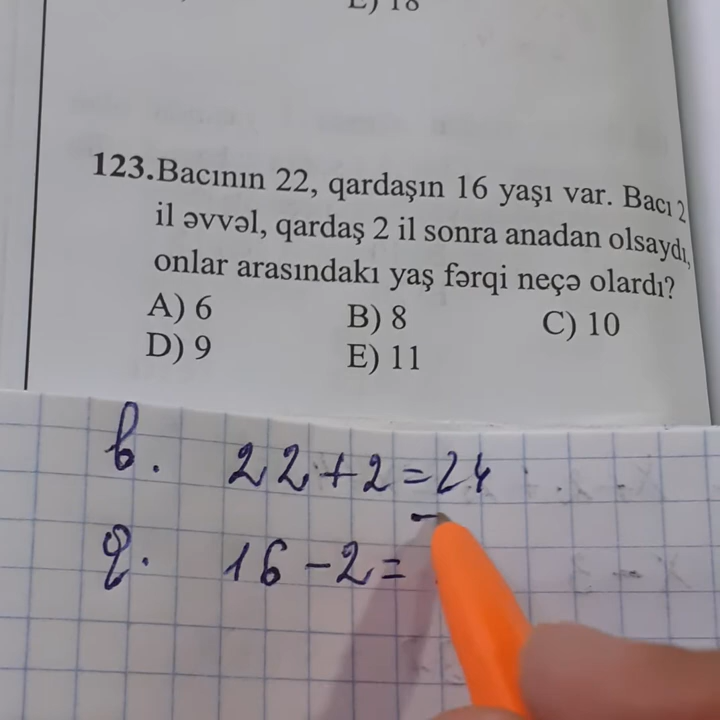 E) 18
123.Bacının 22, qardaşın 16 yaşı var. Bacı 2
il əvvəl, qardaş 2 il sonra anadan olsaydı,
onlar arasındakı yaş fərqi neçə olardı?
A) 6 B) 8 C) 10
D) 9 E) 11
b. 22+2=24
q. 16-2=